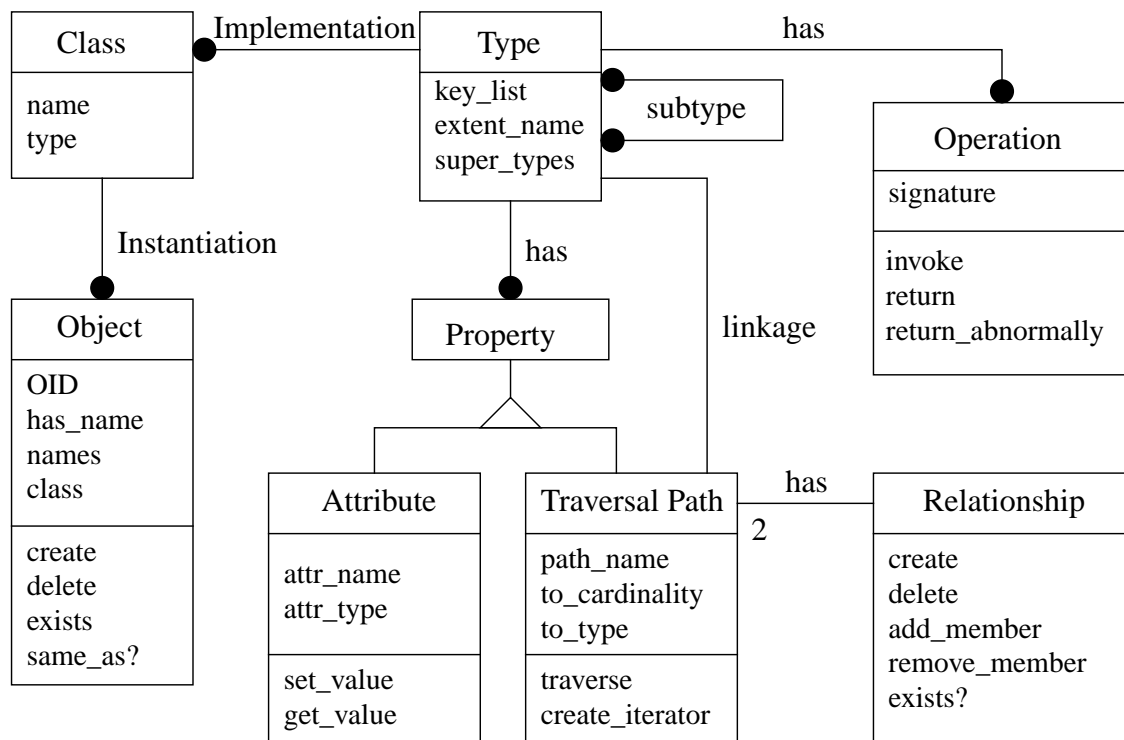 Class
name
type
Implementation
Type
key_list
extent_name
super_types
subtype
has
Operation
signature
invoke
return
return_abnormally
Instantiation
has
linkage
Object
OID
has_name
names
class
create
delete
exists
same_as?
Property
Attribute
attr_name
attr_type
set_value
get_value
Traversal Path
path_name
to_cardinality
to_type
traverse
create_iterator
has
2
Relationship
create
delete
add_member
remove_member
exists?